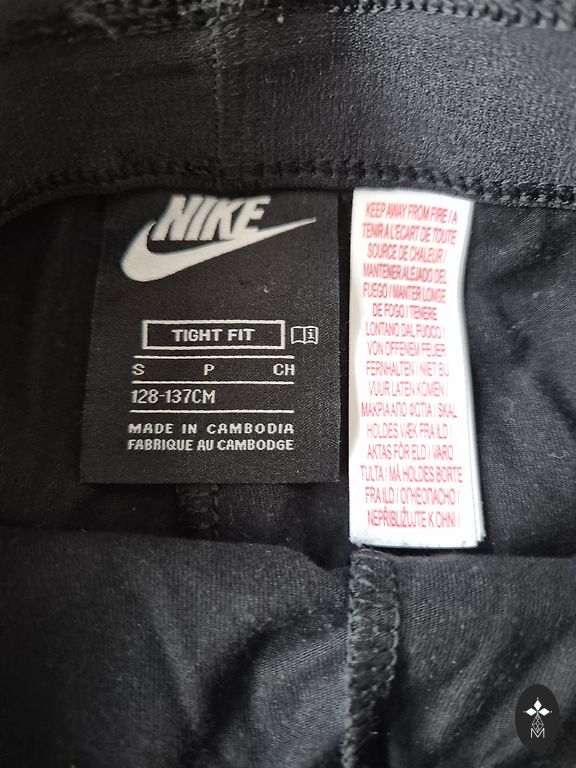 NIKE
TIGHT FIT
S P CH
128-137CM
MADE IN CAMBODIA
FABRIQUE AU CAMBODGE
KEEP AWAY FROM FIRE / A
TENIR A L'ECART DE TOUTE
SOURCE DE CHALEUR /
MANTENER ALEJADO DEL
FUEGO / MANTER LONGE
DE FOGO / TENERE
LONTANO DAL FUOCO /
VON OFFENEM FEUER
FERNHALTEN / NIET BIJ
VUUR LATEN KOMEN /
ΜΑΚΡΙΑ ΑΠΟ ΦΩΤΙΑ / SKAL
HOLDES VÆK FRA ILD /
AKTAS FÖR ELD / VARO
TULTA / MÅ HOLDES BORTE
FRA ILD / ОГНЕОПАСНО /
NEPŘIBLIŽUJTE K OHNI /
M